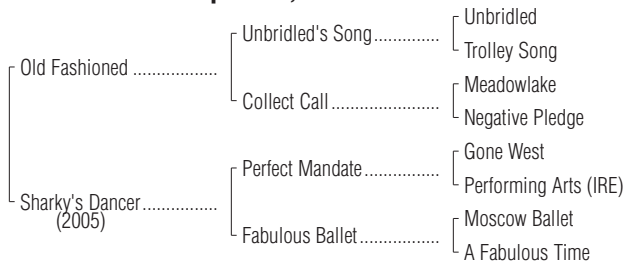 Unbridled
Unbridled's Song..............
Trolley Song
Old Fashioned .................
Meadowlake
Collect Call.......................
Negative Pledge
Gone West
Perfect Mandate................
Performing Arts (IRE)
Sharky's Dancer................
(2005)
Moscow Ballet
Fabulous Ballet.................
A Fabulous Time